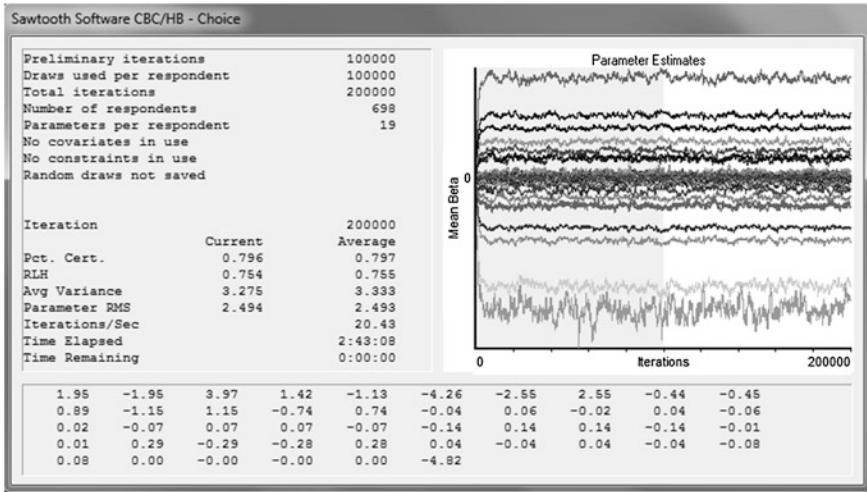 Sawtooth Software CBC/HB - Choice
Preliminary iterations 100000
Draws used per respondent 100000
Total iterations 200000
Number of respondents 698
Parameters per respondent 19
No covariates in use
No constraints in use
Random draws not saved
Iteration 200000
Current Average
Pct. Cert. 0.796 0.797
RLH 0.754 0.755
Avg Variance 3.275 3.333
Parameter RMS 2.494 2.493
Iterations/Sec 20.43
Time Elapsed 2:43:08
Time Remaining 0:00:00
Parameter Estimates
Mean Beta
0
0 Iterations 200000
1.95 -1.95 3.97 1.42 -1.13 -4.26 -2.55 2.55 -0.44 -0.45
0.89 -1.15 1.15 -0.74 0.74 -0.04 0.06 -0.02 0.04 -0.06
0.02 -0.07 0.07 0.07 -0.07 -0.14 0.14 0.14 -0.14 -0.01
0.01 0.29 -0.29 -0.28 0.28 0.04 -0.04 0.04 -0.04 -0.08
0.08 0.00 -0.00 -0.00 0.00 -4.82